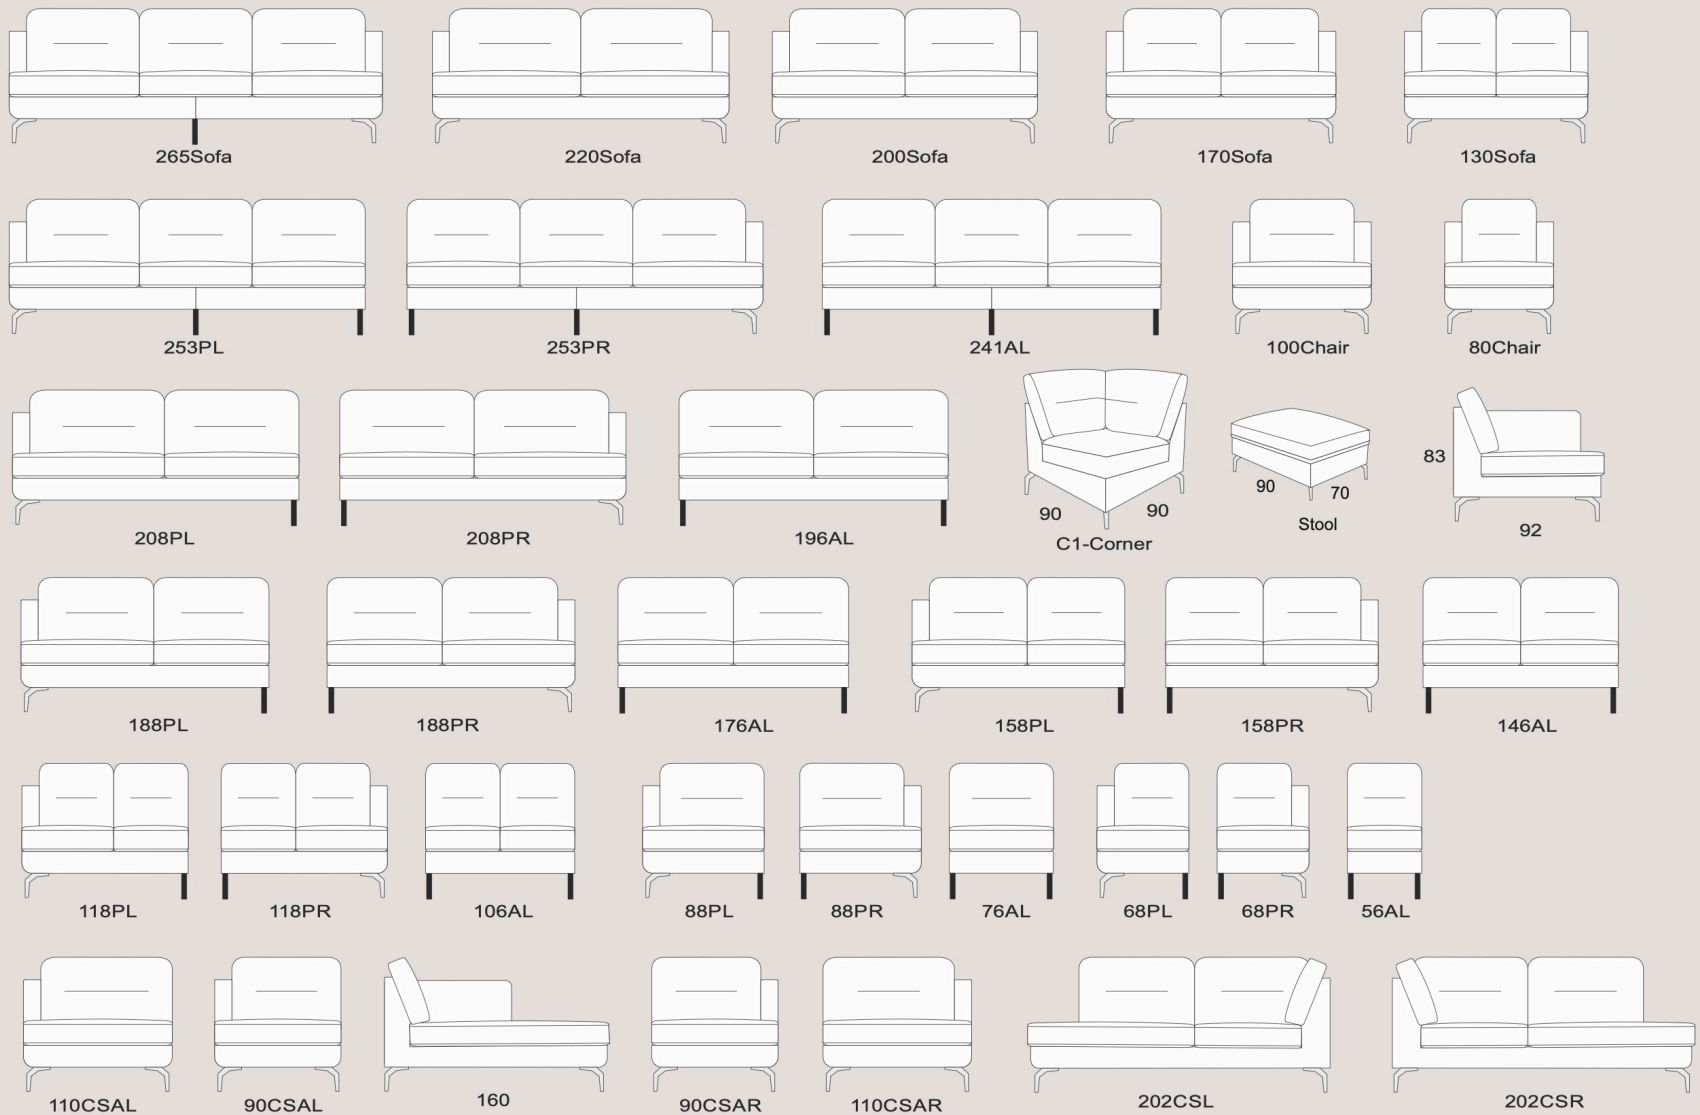 265Sofa
220Sofa
200Sofa
170Sofa
130Sofa
253PL
253PR
241AL
100Chair
80Chair
208PL
208PR
196AL
90
90
C1-Corner
90
70
Stool
83
92
188PL
188PR
176AL
158PL
158PR
146AL
118PL
118PR
106AL
88PL
88PR
76AL
68PL
68PR
56AL
110CSAL
90CSAL
160
90CSAR
110CSAR
202CSL
202CSR